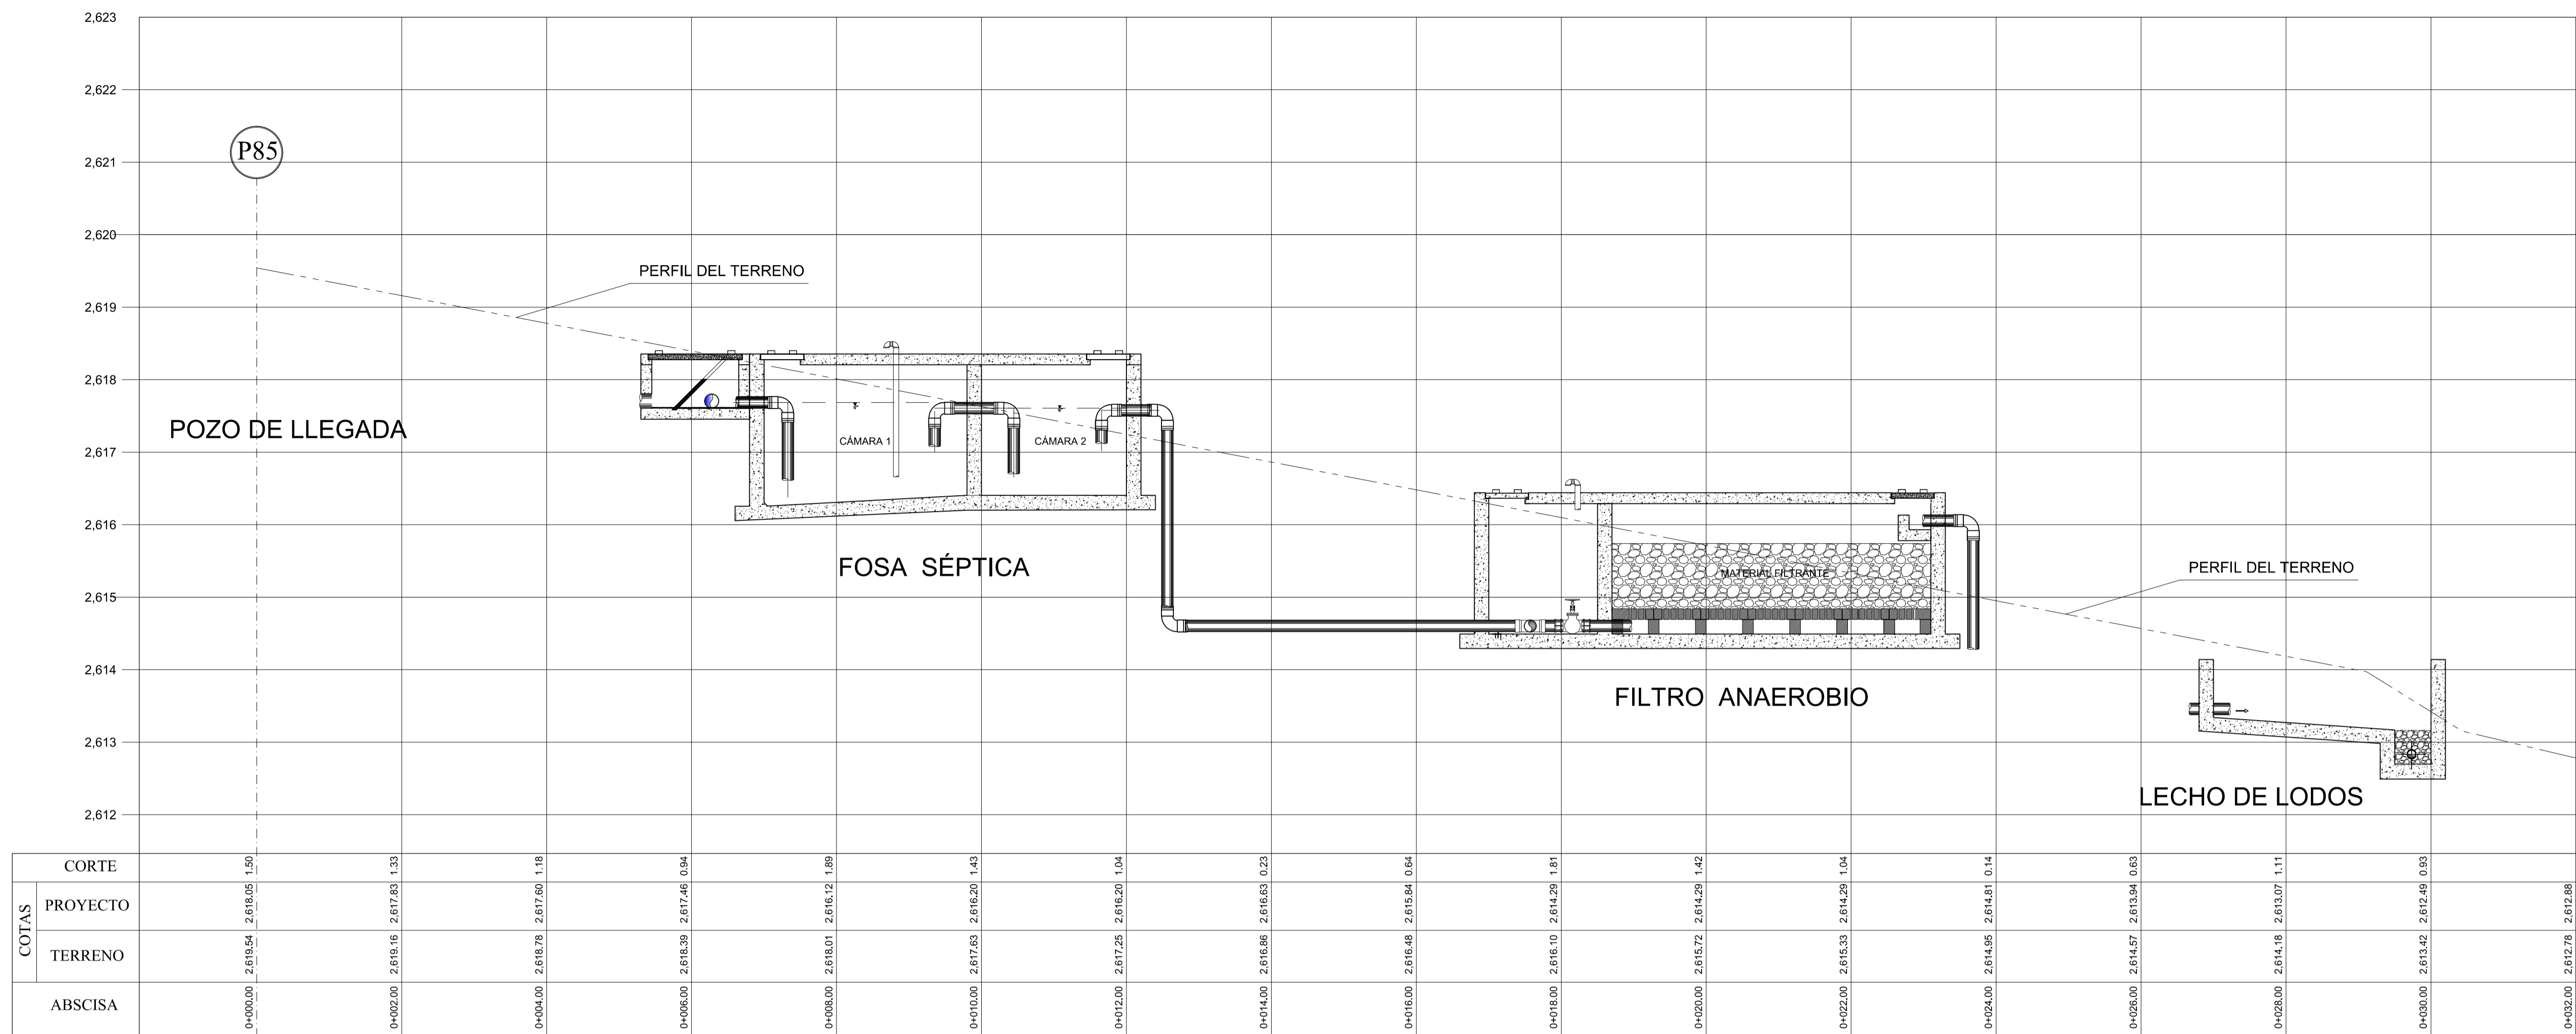 2,623
2,622
2,621
2,620
2,619
2,618
2,617
2,616
2,615
2,614
2,613
2,612
P85
PERFIL DEL TERRENO
POZO DE LLEGADA
CÁMARA 1
CÁMARA 2
FOSA SÉPTICA
MATERIAL FILTRANTE
PERFIL DEL TERRENO
FILTRO ANAEROBIO
LECHO DE LODOS
CORTE 1.50 1.33 1.18 0.94 1.89 1.43 1.04 0.23 0.64 1.81 1.42 1.04 0.14 0.63 1.11 0.93
COTAS
PROYECTO 2,618.05 2,617.83 2,617.60 2,617.46 2,616.12 2,616.20 2,616.20 2,616.63 2,615.84 2,614.29 2,614.29 2,614.29 2,614.81 2,613.94 2,613.07 2,612.49 2,612.88
TERRENO 2,619.54 2,619.16 2,618.78 2,618.39 2,618.01 2,617.63 2,617.25 2,616.86 2,616.48 2,616.10 2,615.72 2,615.33 2,614.95 2,614.57 2,614.18 2,613.42 2,612.78
ABSCISA 0+000.00 0+002.00 0+004.00 0+006.00 0+008.00 0+010.00 0+012.00 0+014.00 0+016.00 0+018.00 0+020.00 0+022.00 0+024.00 0+026.00 0+028.00 0+030.00 0+032.00